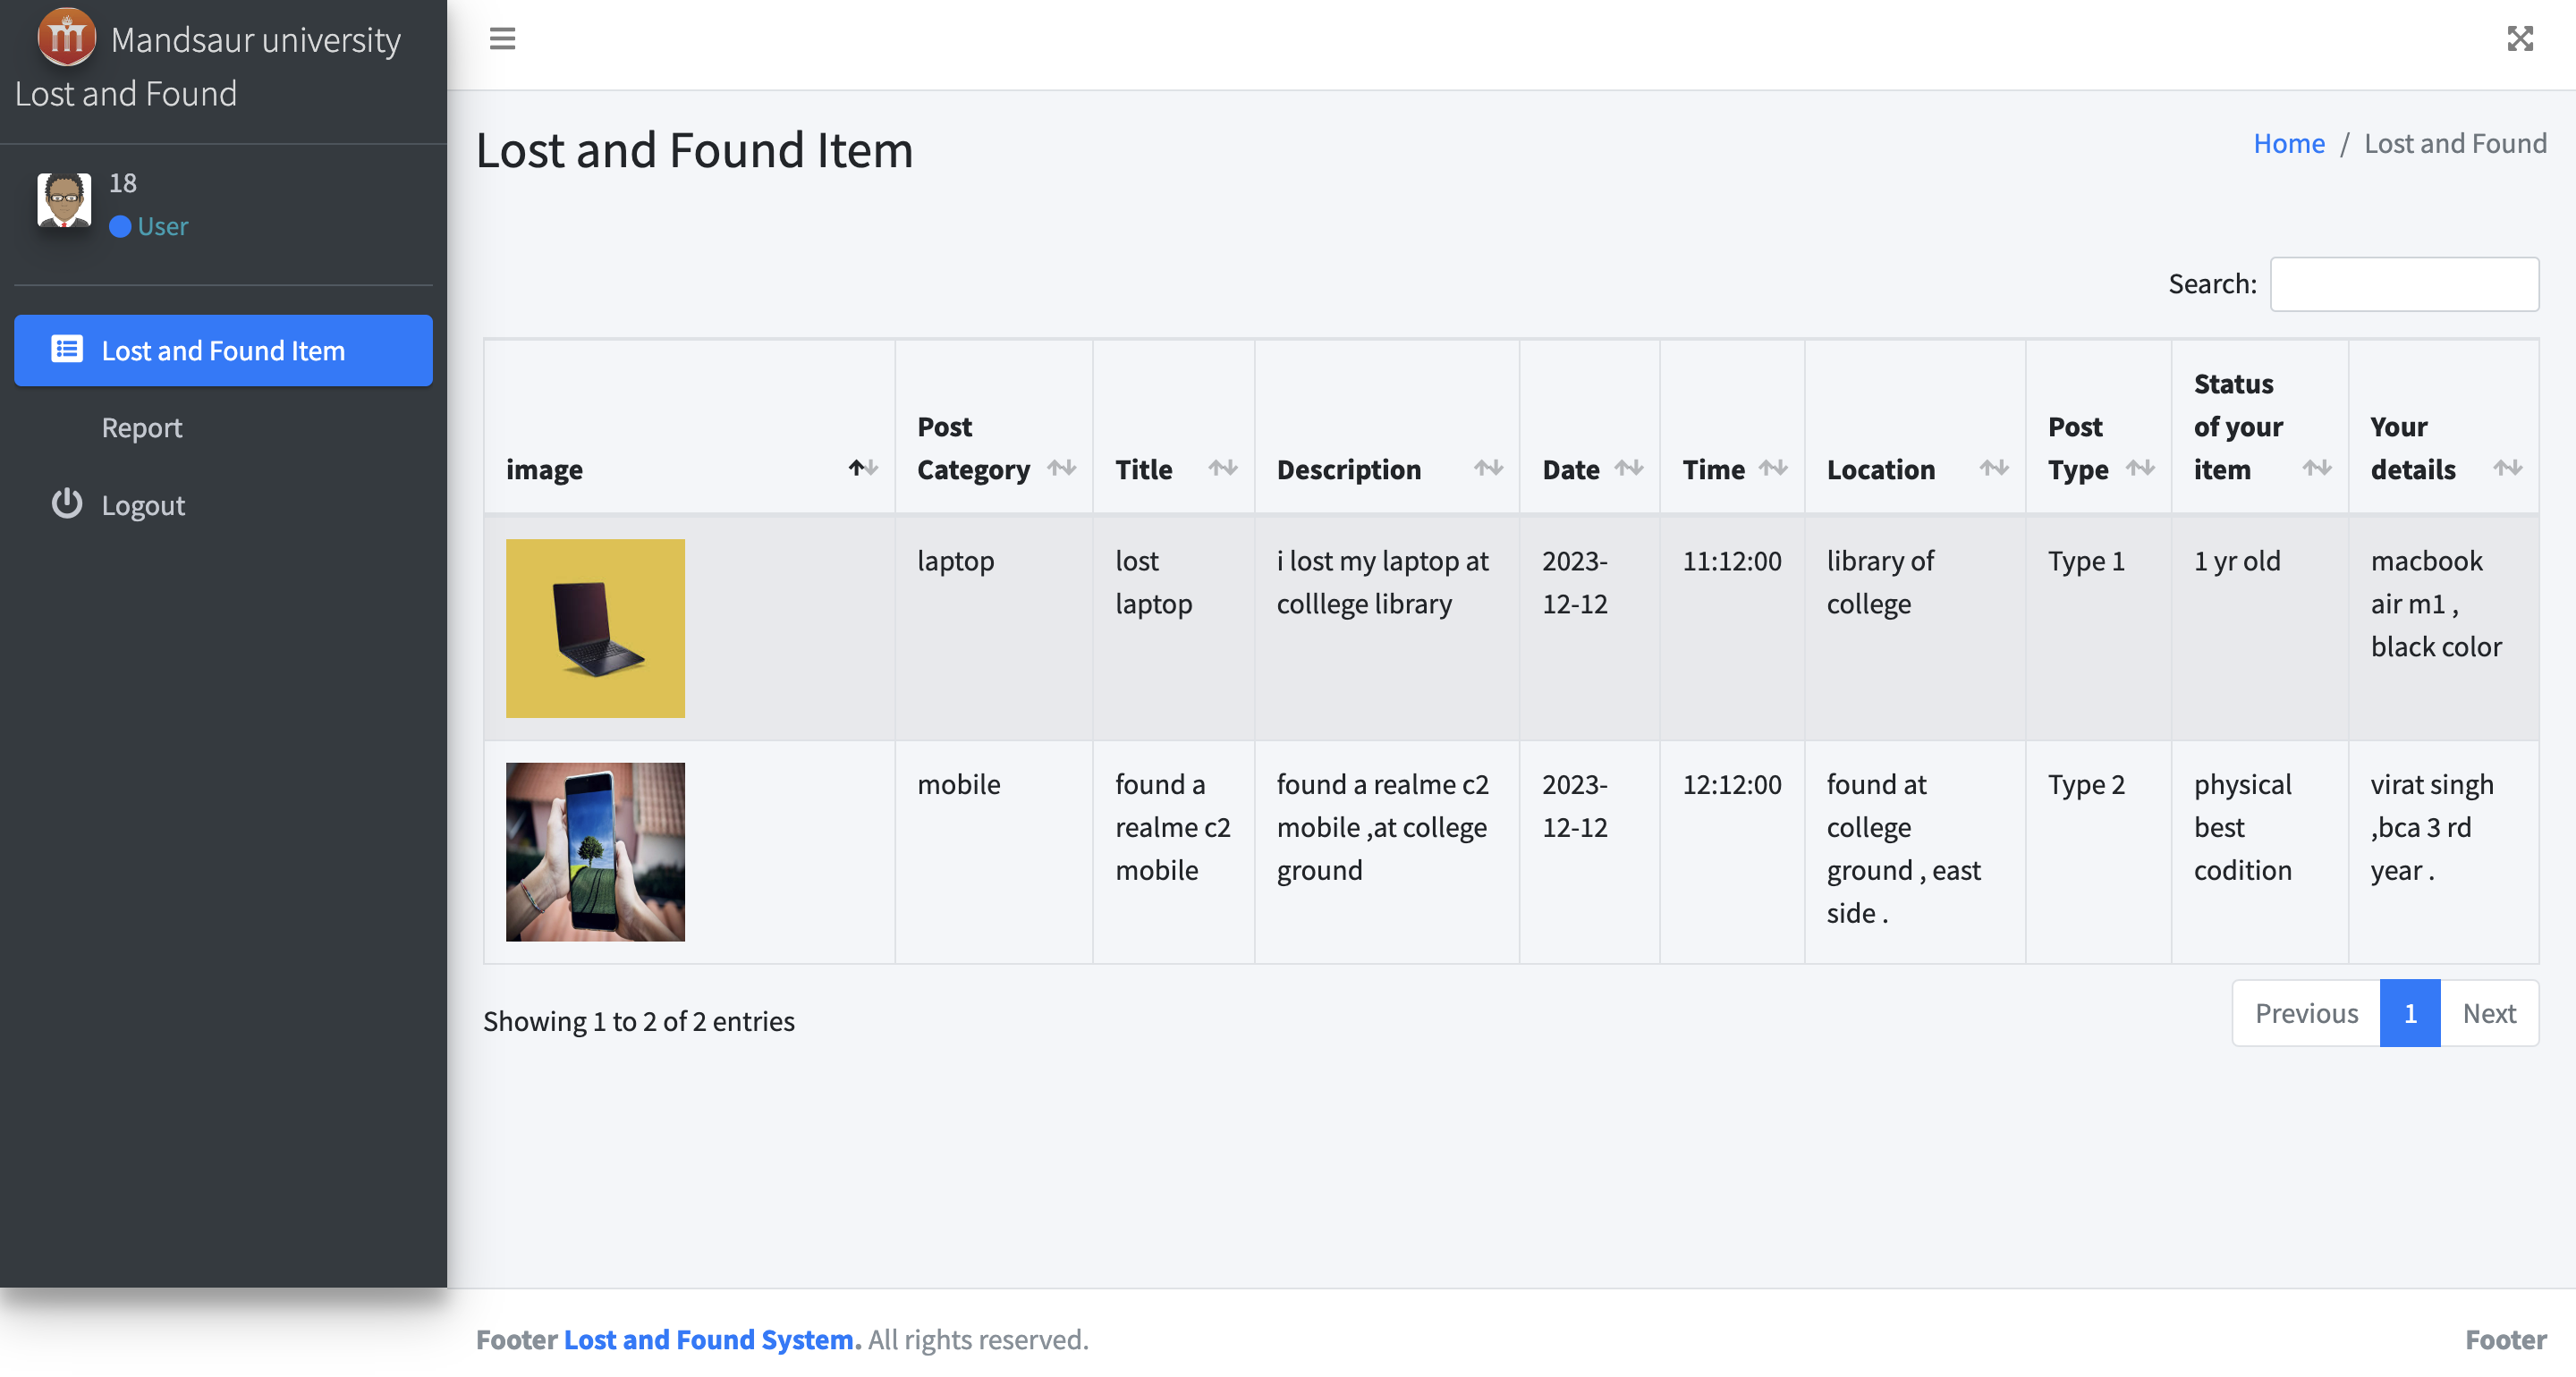 Mandsaur university
Lost and Found
18
User
Lost and Found Item
Report
Logout
Lost and Found Item
Home / Lost and Found
Search:
image
Post
Category
Title
Description
Date
Time
Location
Post
Type
Status
of your
item
Your
details
laptop
lost
laptop
i lost my laptop at
colllege library
2023-
12-12
11:12:00
library of
college
Type 1
1 yr old
macbook
air m1 ,
black color
mobile
found a
realme c2
mobile
found a realme c2
mobile ,at college
ground
2023-
12-12
12:12:00
found at
college
ground , east
side .
Type 2
physical
best
codition
virat singh
,bca 3 rd
year .
Showing 1 to 2 of 2 entries
Previous 1 Next
Footer Lost and Found System. All rights reserved.
Footer